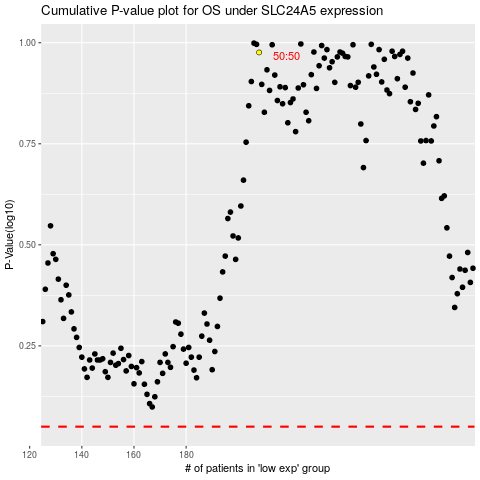 Cumulative P-value plot for OS under SLC24A5 expression
1.00
50:50
0.75
P-Value(log10)
0.50
0.25
120 140 160 180
# of patients in 'low exp' group